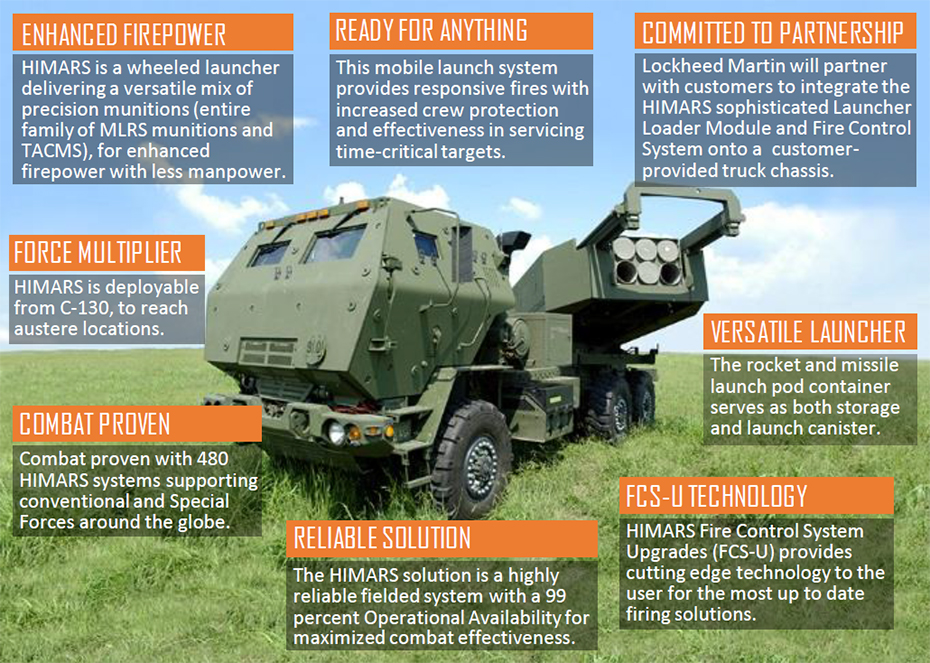 ENHANCED FIREPOWER
HIMARS is a wheeled launcher
delivering a versatile mix of
precision munitions (entire
family of MLRS munitions and
TACMS), for enhanced
firepower with less manpower.
READY FOR ANYTHING
This mobile launch system
provides responsive fires with
increased crew protection
and effectiveness in servicing
time-critical targets.
COMMITTED TO PARTNERSHIP
Lockheed Martin will partner
with customers to integrate the
HIMARS sophisticated Launcher
Loader Module and Fire Control
System onto a customer-
provided truck chassis.
FORCE MULTIPLIER
HIMARS is deployable
from C-130, to reach
austere locations.
VERSATILE LAUNCHER
The rocket and missile
launch pod container
serves as both storage
and launch canister.
COMBAT PROVEN
Combat proven with 480
HIMARS systems supporting
conventional and Special
Forces around the globe.
FCS-U TECHNOLOGY
HIMARS Fire Control System
Upgrades (FCS-U) provides
cutting edge technology to the
user for the most up to date
firing solutions.
RELIABLE SOLUTION
The HIMARS solution is a highly
reliable fielded system with a 99
percent Operational Availability for
maximized combat effectiveness.